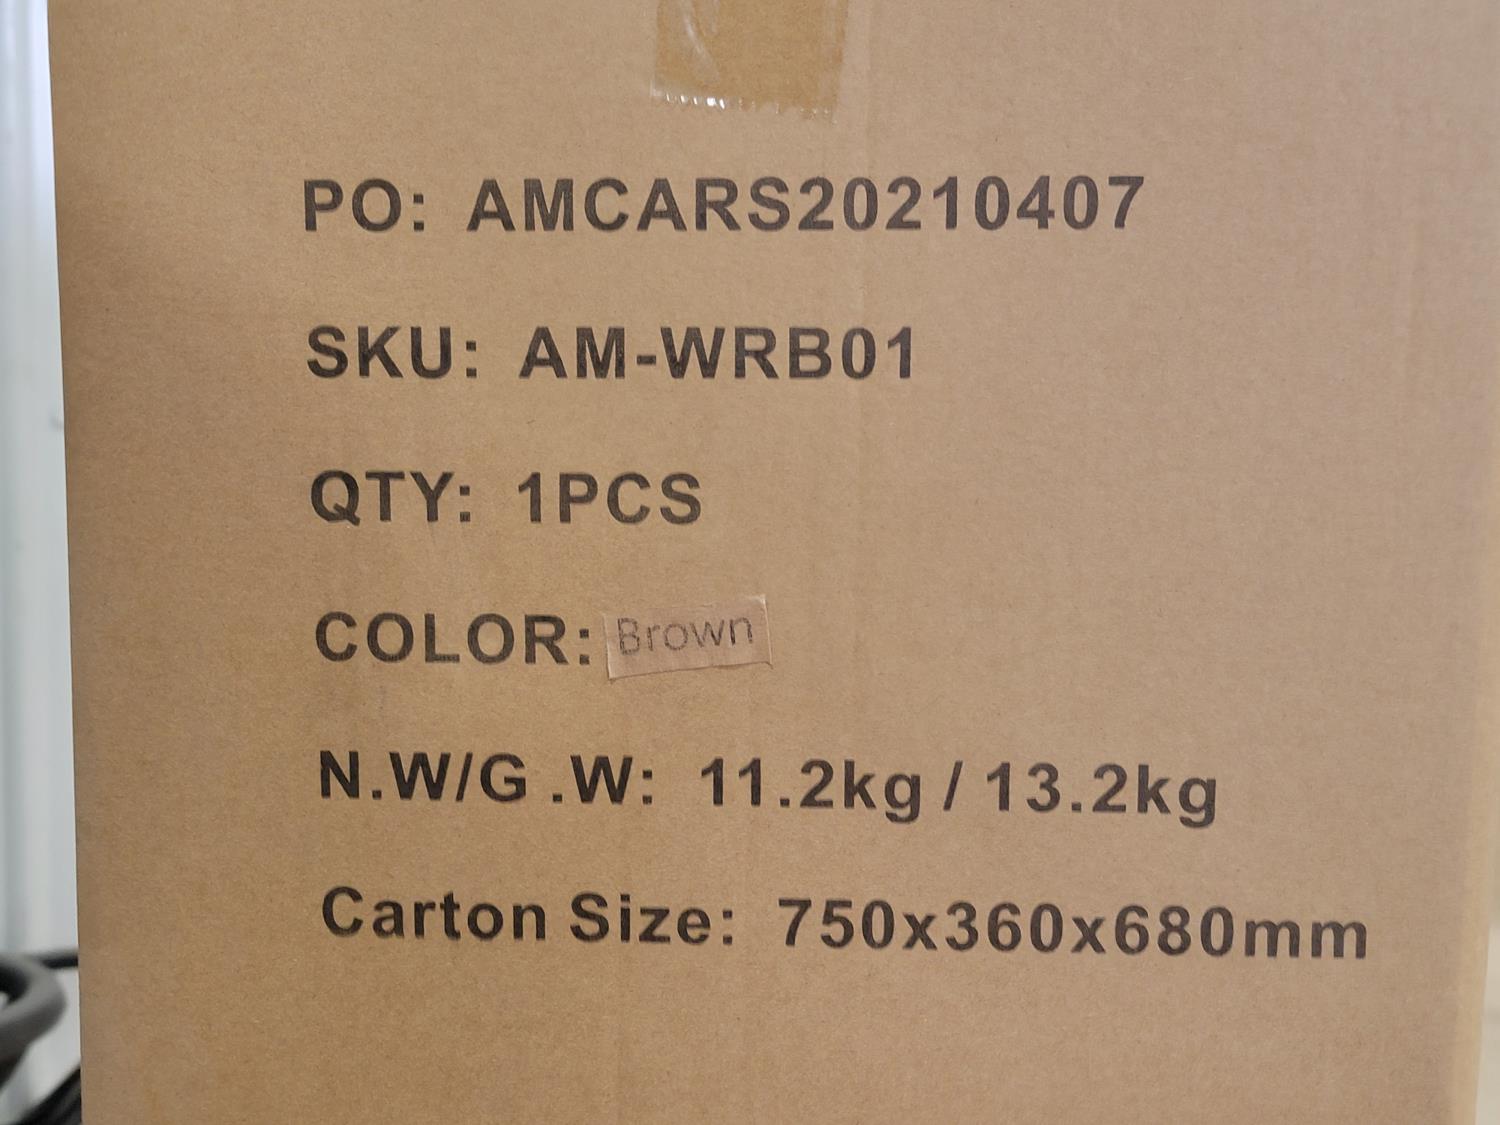 PO: AMCARS20210407
SKU: AM-WRB01
QTY: 1PCS
COLOR: Brown
N.W/G .W: 11.2kg / 13.2kg
Carton Size: 750x360x680mm